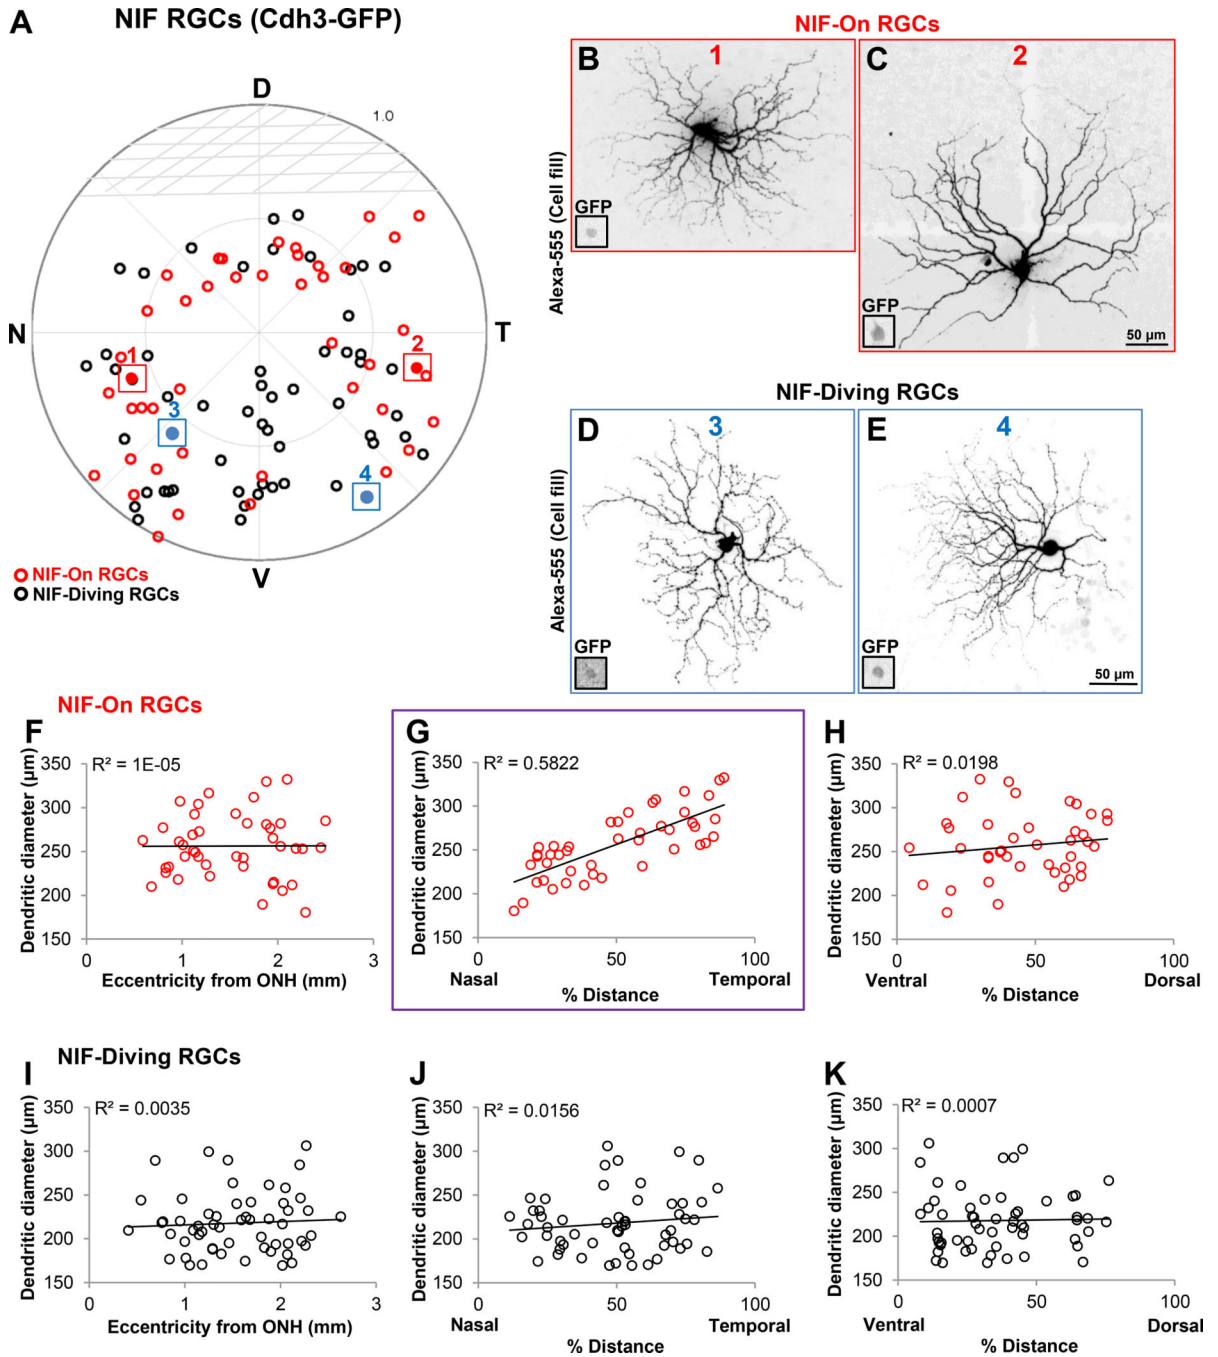 A
NIF RGCs (Cdh3-GFP)
D
1.0
N
T
V
1
2
3
4
NIF-On RGCs
NIF-Diving RGCs
NIF-On RGCs
Alexa-555 (Cell fill)
B
1
GFP
C
2
GFP
50 µm
NIF-Diving RGCs
Alexa-555 (Cell fill)
D
3
GFP
E
4
GFP
50 µm
NIF-On RGCs
F
R² = 1E-05
Dendritic diameter (µm)
350
300
250
200
150
0
1
2
3
Eccentricity from ONH (mm)
G
R² = 0.5822
Dendritic diameter (µm)
350
300
250
200
150
0
50
100
Nasal
Temporal
% Distance
H
R² = 0.0198
Dendritic diameter (µm)
350
300
250
200
150
0
50
100
Ventral
Dorsal
% Distance
NIF-Diving RGCs
I
R² = 0.0035
Dendritic diameter (µm)
350
300
250
200
150
0
1
2
3
Eccentricity from ONH (mm)
J
R² = 0.0156
Dendritic diameter (µm)
350
300
250
200
150
0
50
100
Nasal
Temporal
% Distance
K
R² = 0.0007
Dendritic diameter (µm)
350
300
250
200
150
0
50
100
Ventral
Dorsal
% Distance